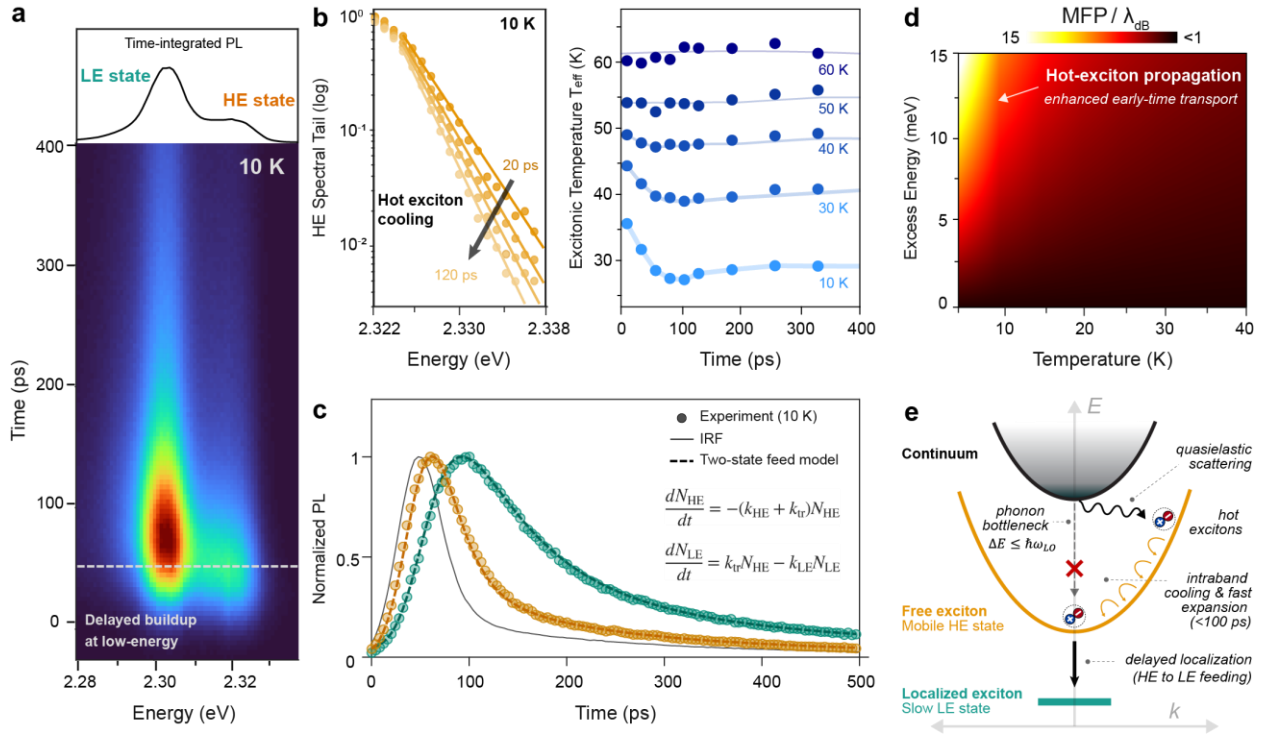 a
Time-integrated PL
LE state
HE state
10 K
400
300
200
100
0
Time (ps)
Delayed buildup
at low-energy
2.28
2.30
2.32
Energy (eV)
b
10 K
10⁰
10⁻¹
10⁻²
HE Spectral Tail (log)
20 ps
Hot exciton
cooling
120 ps
2.322
2.330
2.338
Energy (eV)
Excitonic Temperature T_eff (K)
60
50
40
30
60 K
50 K
40 K
30 K
10 K
0
100
200
300
400
Time (ps)
c
Normalized PL
1
0.5
0
Experiment (10 K)
IRF
Two-state feed model
dN_HE/dt = −(k_HE + k_tr)N_HE
dN_LE/dt = k_tr N_HE − k_LE N_LE
0
100
200
300
400
500
Time (ps)
d
MFP / λ_dB
15
<1
Hot-exciton propagation
enhanced early-time transport
15
10
5
0
Excess Energy (meV)
10
20
30
40
Temperature (K)
e
E
Continuum
quasielastic
scattering
phonon
bottleneck
ΔE ≤ ℏω_LO
hot
excitons
intraband
cooling & fast
expansion
(<100 ps)
Free exciton
Mobile HE state
delayed localization
(HE to LE feeding)
Localized exciton
Slow LE state
k